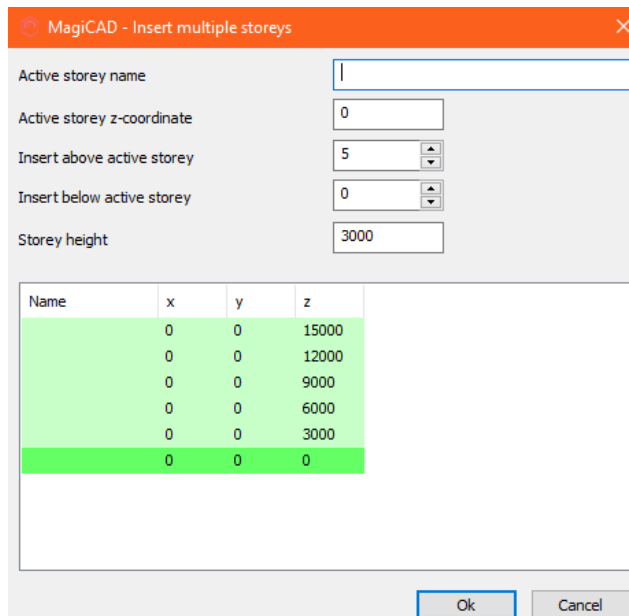 MagiCAD - Insert multiple storeys
Active storey name
Active storey z-coordinate 0
Insert above active storey 5
Insert below active storey 0
Storey height 3000
Name x y z
0 0 15000
0 0 12000
0 0 9000
0 0 6000
0 0 3000
0 0 0
Ok Cancel